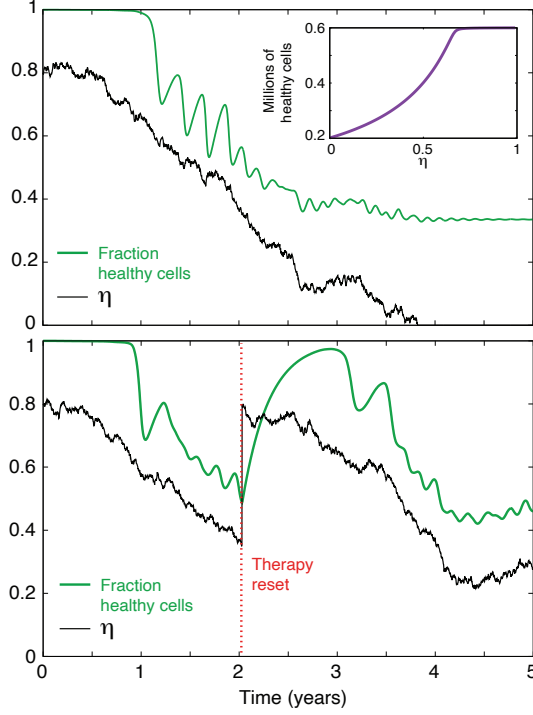 1
0.8
0.6
0.4
0.2
0
Millions of
healthy cells
0.6
0.4
0.2
0
0.5
1
η
Fraction
healthy cells
η
1
0.8
0.6
0.4
0.2
0
Therapy
reset
Fraction
healthy cells
η
0 1 2 3 4 5
Time (years)